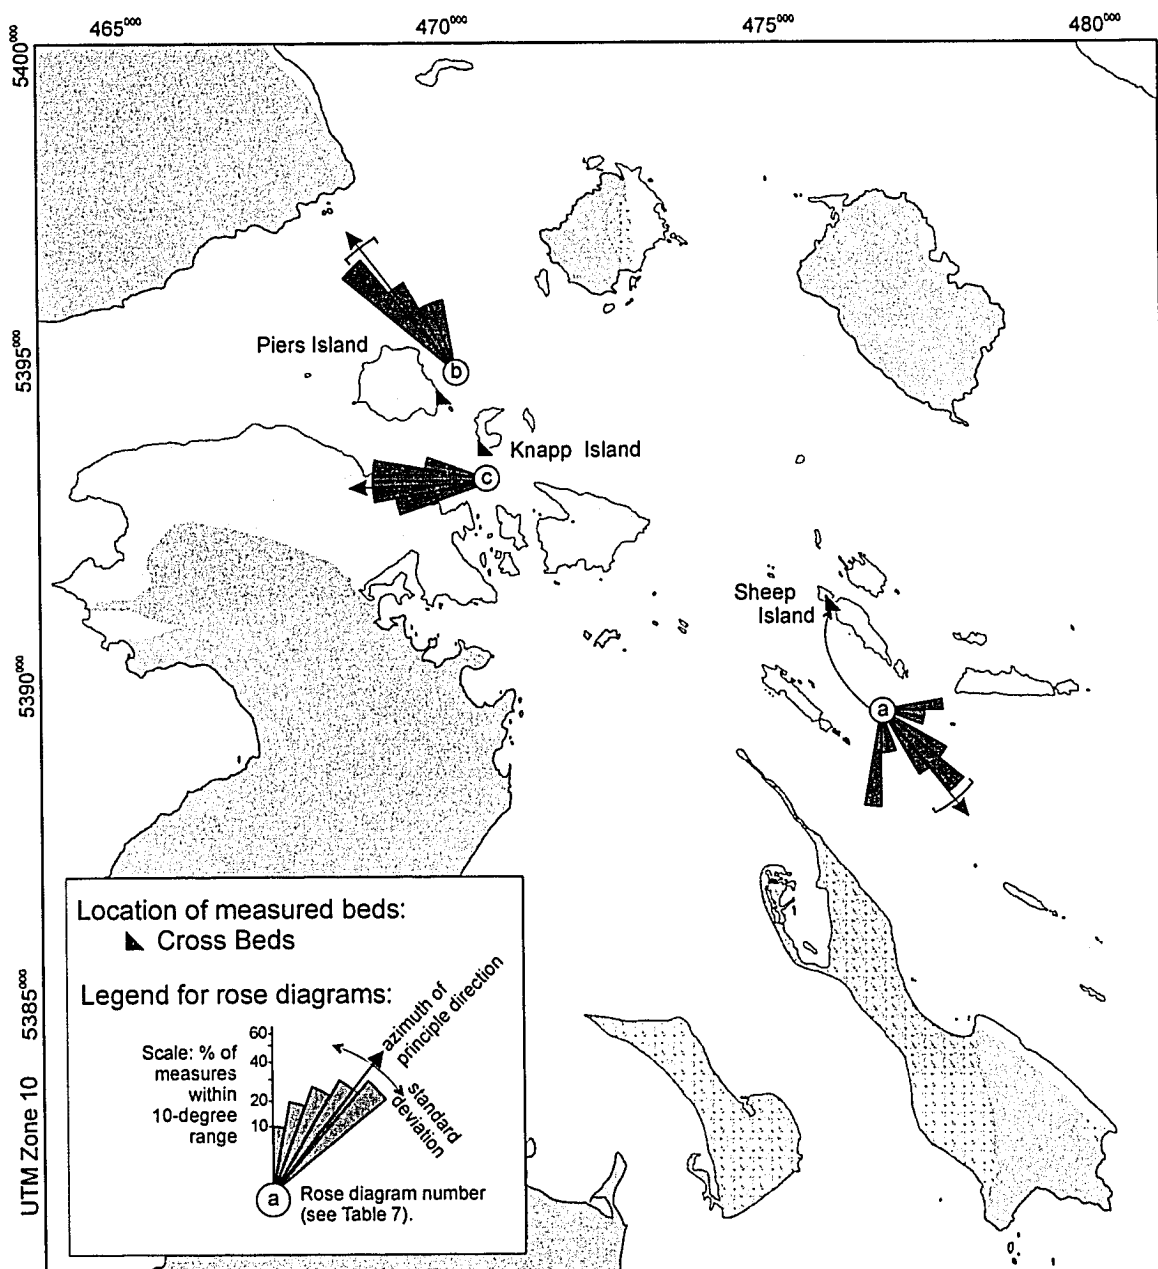 465000 470000 475000 480000
5400000
5395000
5390000
5385000
UTM Zone 10
Piers Island
b
Knapp Island
c
Sheep
Island
a
Location of measured beds:
Cross Beds
Legend for rose diagrams:
Scale: % of
measures
within
10-degree
range
60
40
20
10
azimuth of
principle direction
standard
deviation
a
Rose diagram number
(see Table 7).